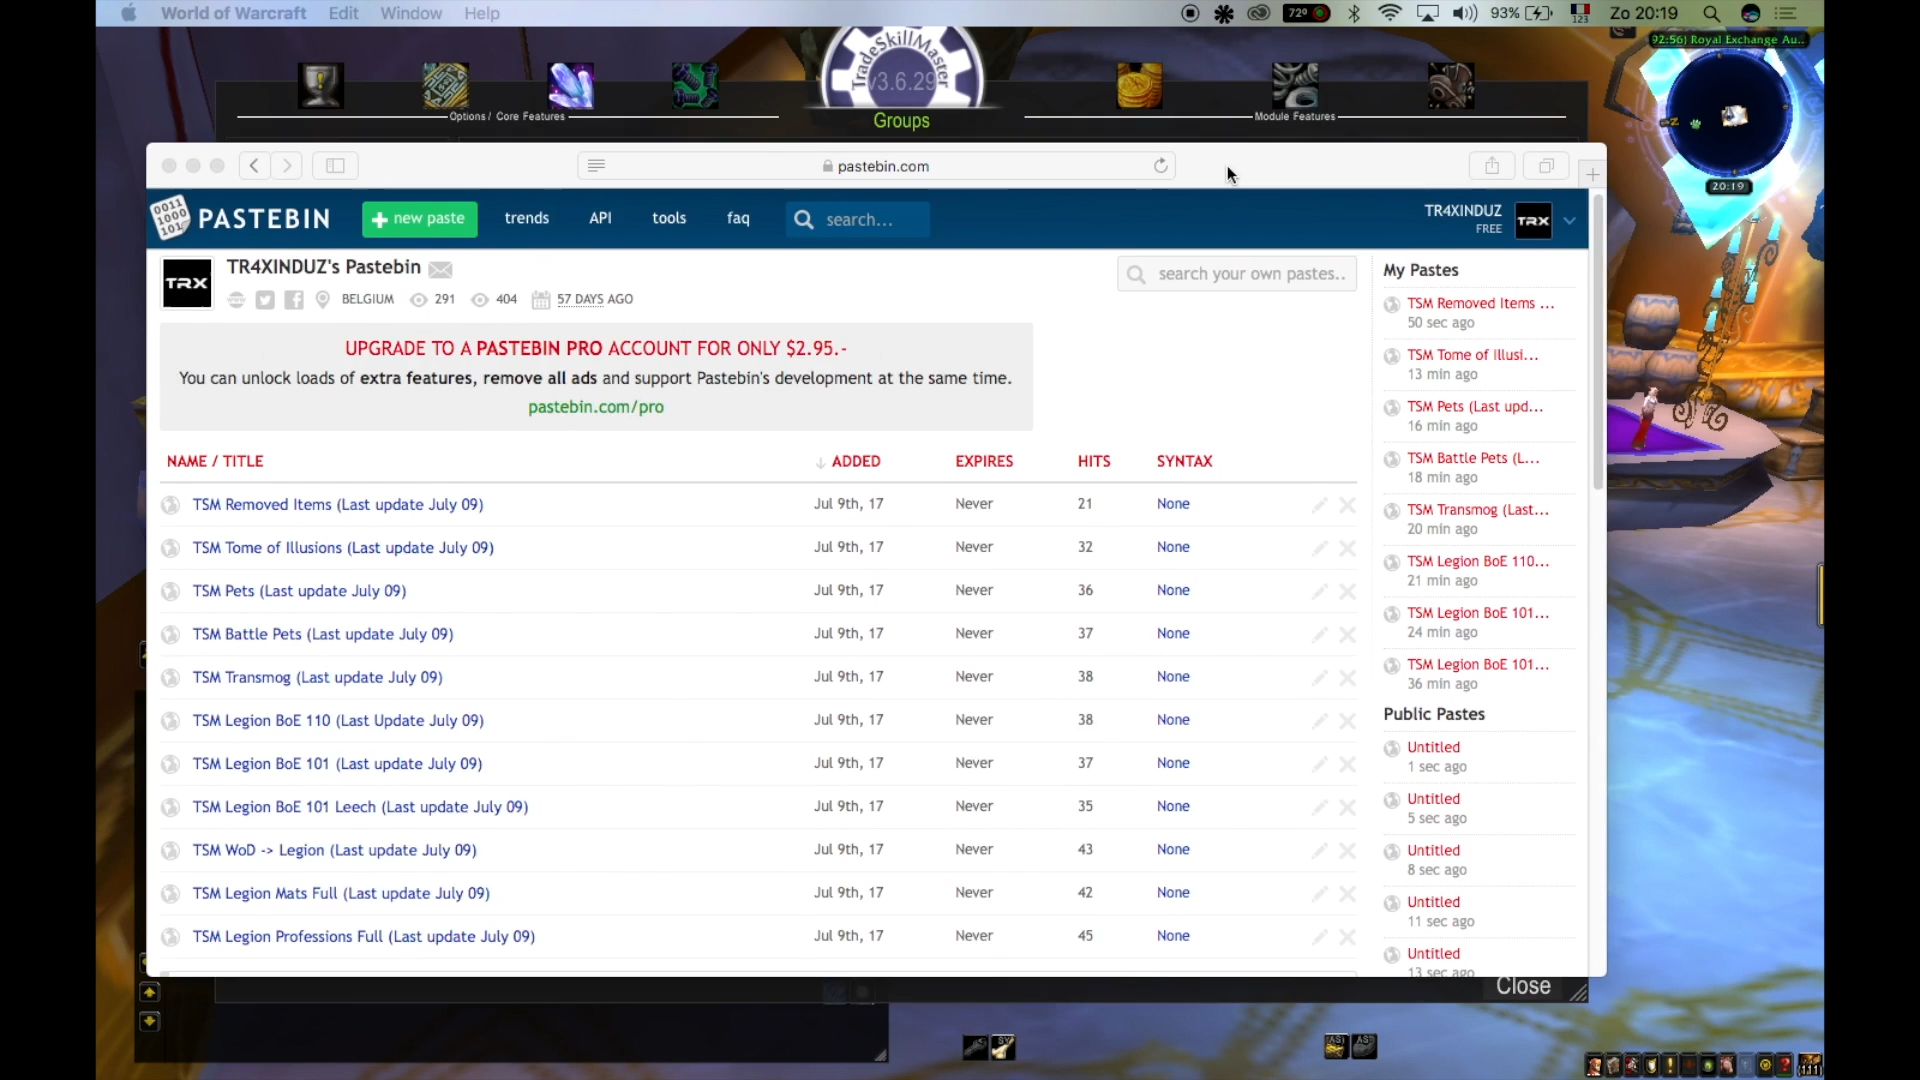 World of Warcraft Edit Window Help 72° 93% 123 Zo 20:19
92:56) Royal Exchange Au..
TradeSkillMaster
v3.6.29
Options / Core Features
Module Features
Groups
pastebin.com
20:19
0011
1000
101
PASTEBIN
new paste
trends
API
tools
faq
search...
TR4XINDUZ
FREE
TRX
TRX
TR4XINDUZ's Pastebin
BELGIUM 291 404 57 DAYS AGO
search your own pastes..
UPGRADE TO A PASTEBIN PRO ACCOUNT FOR ONLY $2.95.-
You can unlock loads of extra features, remove all ads and support Pastebin's development at the same time.
pastebin.com/pro
NAME / TITLE ADDED EXPIRES HITS SYNTAX
TSM Removed Items (Last update July 09) Jul 9th, 17 Never 21 None
TSM Tome of Illusions (Last update July 09) Jul 9th, 17 Never 32 None
TSM Pets (Last update July 09) Jul 9th, 17 Never 36 None
TSM Battle Pets (Last update July 09) Jul 9th, 17 Never 37 None
TSM Transmog (Last update July 09) Jul 9th, 17 Never 38 None
TSM Legion BoE 110 (Last Update July 09) Jul 9th, 17 Never 38 None
TSM Legion BoE 101 (Last update July 09) Jul 9th, 17 Never 37 None
TSM Legion BoE 101 Leech (Last update July 09) Jul 9th, 17 Never 35 None
TSM WoD -> Legion (Last update July 09) Jul 9th, 17 Never 43 None
TSM Legion Mats Full (Last update July 09) Jul 9th, 17 Never 42 None
TSM Legion Professions Full (Last update July 09) Jul 9th, 17 Never 45 None
My Pastes
TSM Removed Items ...
50 sec ago
TSM Tome of Illusi...
13 min ago
TSM Pets (Last upd...
16 min ago
TSM Battle Pets (L...
18 min ago
TSM Transmog (Last...
20 min ago
TSM Legion BoE 110...
21 min ago
TSM Legion BoE 101...
24 min ago
TSM Legion BoE 101...
36 min ago
Public Pastes
Untitled
1 sec ago
Untitled
5 sec ago
Untitled
8 sec ago
Untitled
11 sec ago
Untitled
13 sec ago
Close